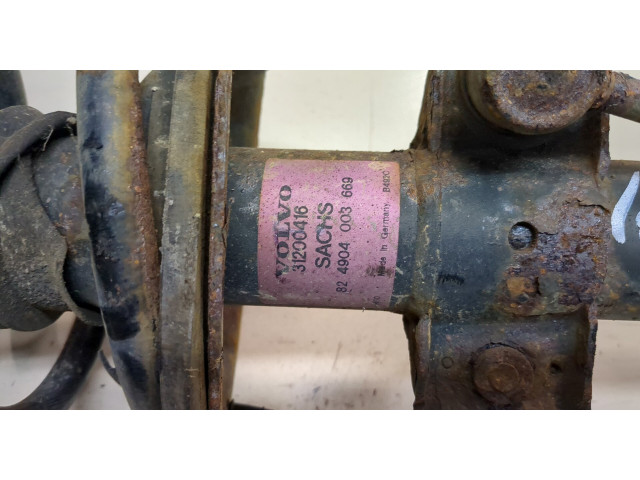 VOLVO
31200416
SACHS
82 4904 003 669
Made in Germany